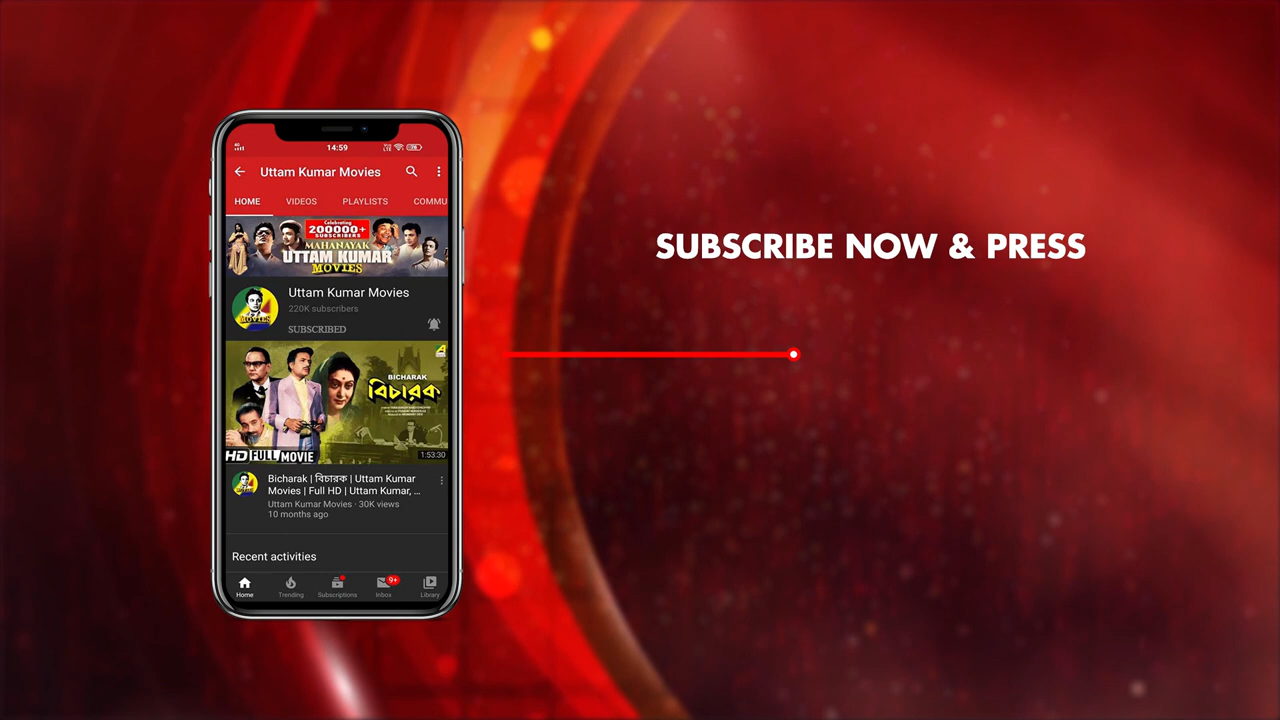 SUBSCRIBE NOW & PRESS
14:59
Uttam Kumar Movies
HOME VIDEOS PLAYLISTS COMMU
Celebrating
200000+
SUBSCRIBERS
MAHANAYAK
UTTAM KUMAR
MOVIES
Uttam Kumar Movies
220K subscribers
SUBSCRIBED
BICHARAK
বিচারক
HD FULL MOVIE
1:53:30
Bicharak | বিচারক | Uttam Kumar
Movies | Full HD | Uttam Kumar, ...
Uttam Kumar Movies · 30K views
10 months ago
Recent activities
9+
Home Trending Subscriptions Inbox Library